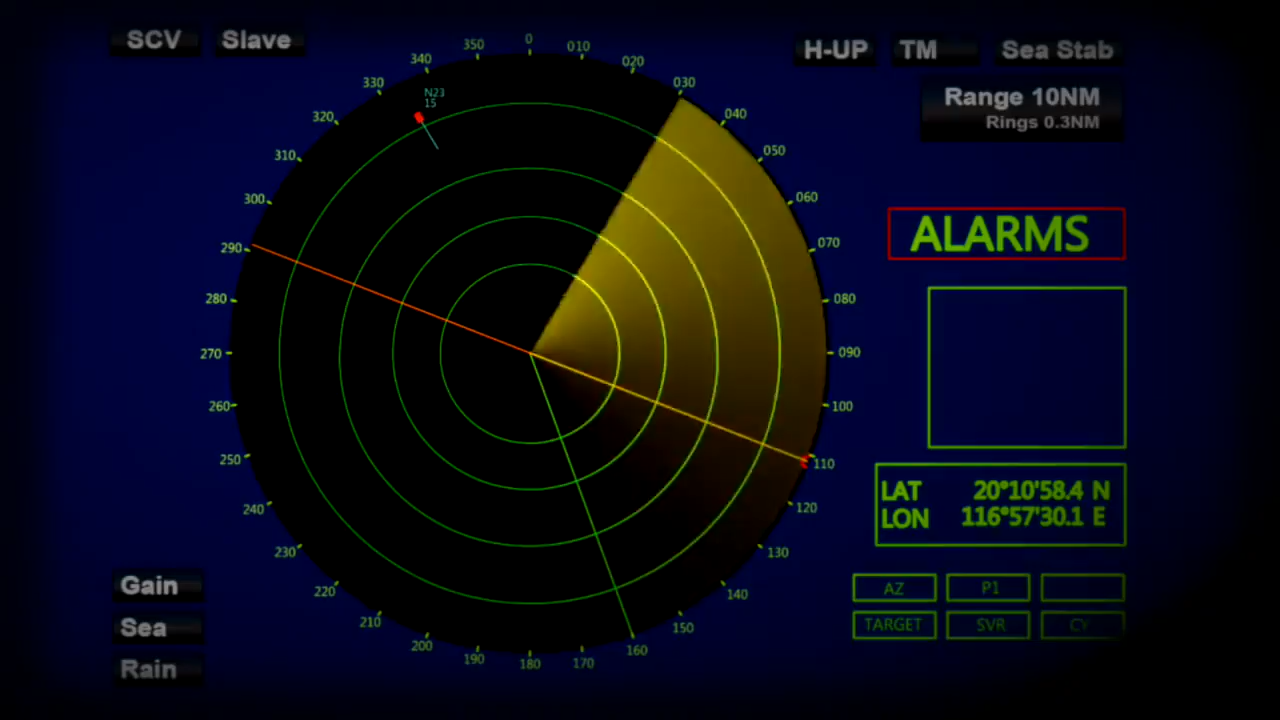 SCV
Slave
H-UP
TM
Sea Stab
Range 10NM
Rings 0.3NM
0
010
020
030
040
050
060
070
080
090
100
110
120
130
140
150
160
170
180
190
200
210
220
230
240
250
260
270
280
290
300
310
320
330
340
350
N23
15
ALARMS
LAT 20°10'58.4 N
LON 116°57'30.1 E
AZ
P1
TARGET
SVR
CY
Gain
Sea
Rain